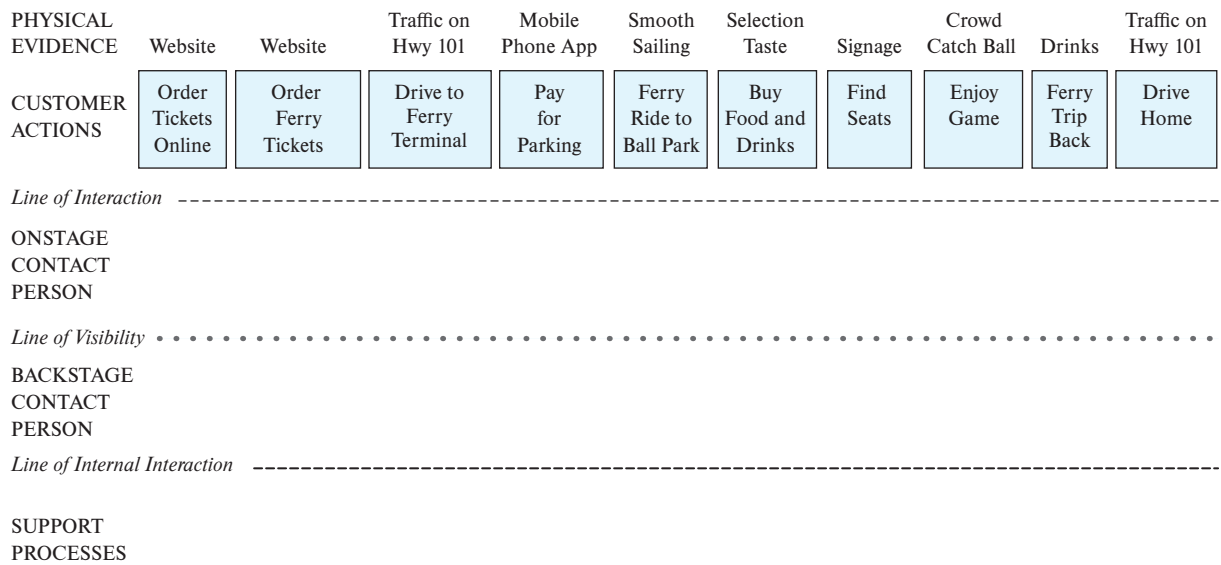 PHYSICAL
EVIDENCE
Website
Website
Traffic on
Hwy 101
Mobile
Phone App
Smooth
Sailing
Selection
Taste
Signage
Crowd
Catch Ball
Drinks
Traffic on
Hwy 101
CUSTOMER
ACTIONS
Order
Tickets
Online
Order
Ferry
Tickets
Drive to
Ferry
Terminal
Pay
for
Parking
Ferry
Ride to
Ball Park
Buy
Food and
Drinks
Find
Seats
Enjoy
Game
Ferry
Trip
Back
Drive
Home
Line of Interaction
ONSTAGE
CONTACT
PERSON
Line of Visibility
BACKSTAGE
CONTACT
PERSON
Line of Internal Interaction
SUPPORT
PROCESSES